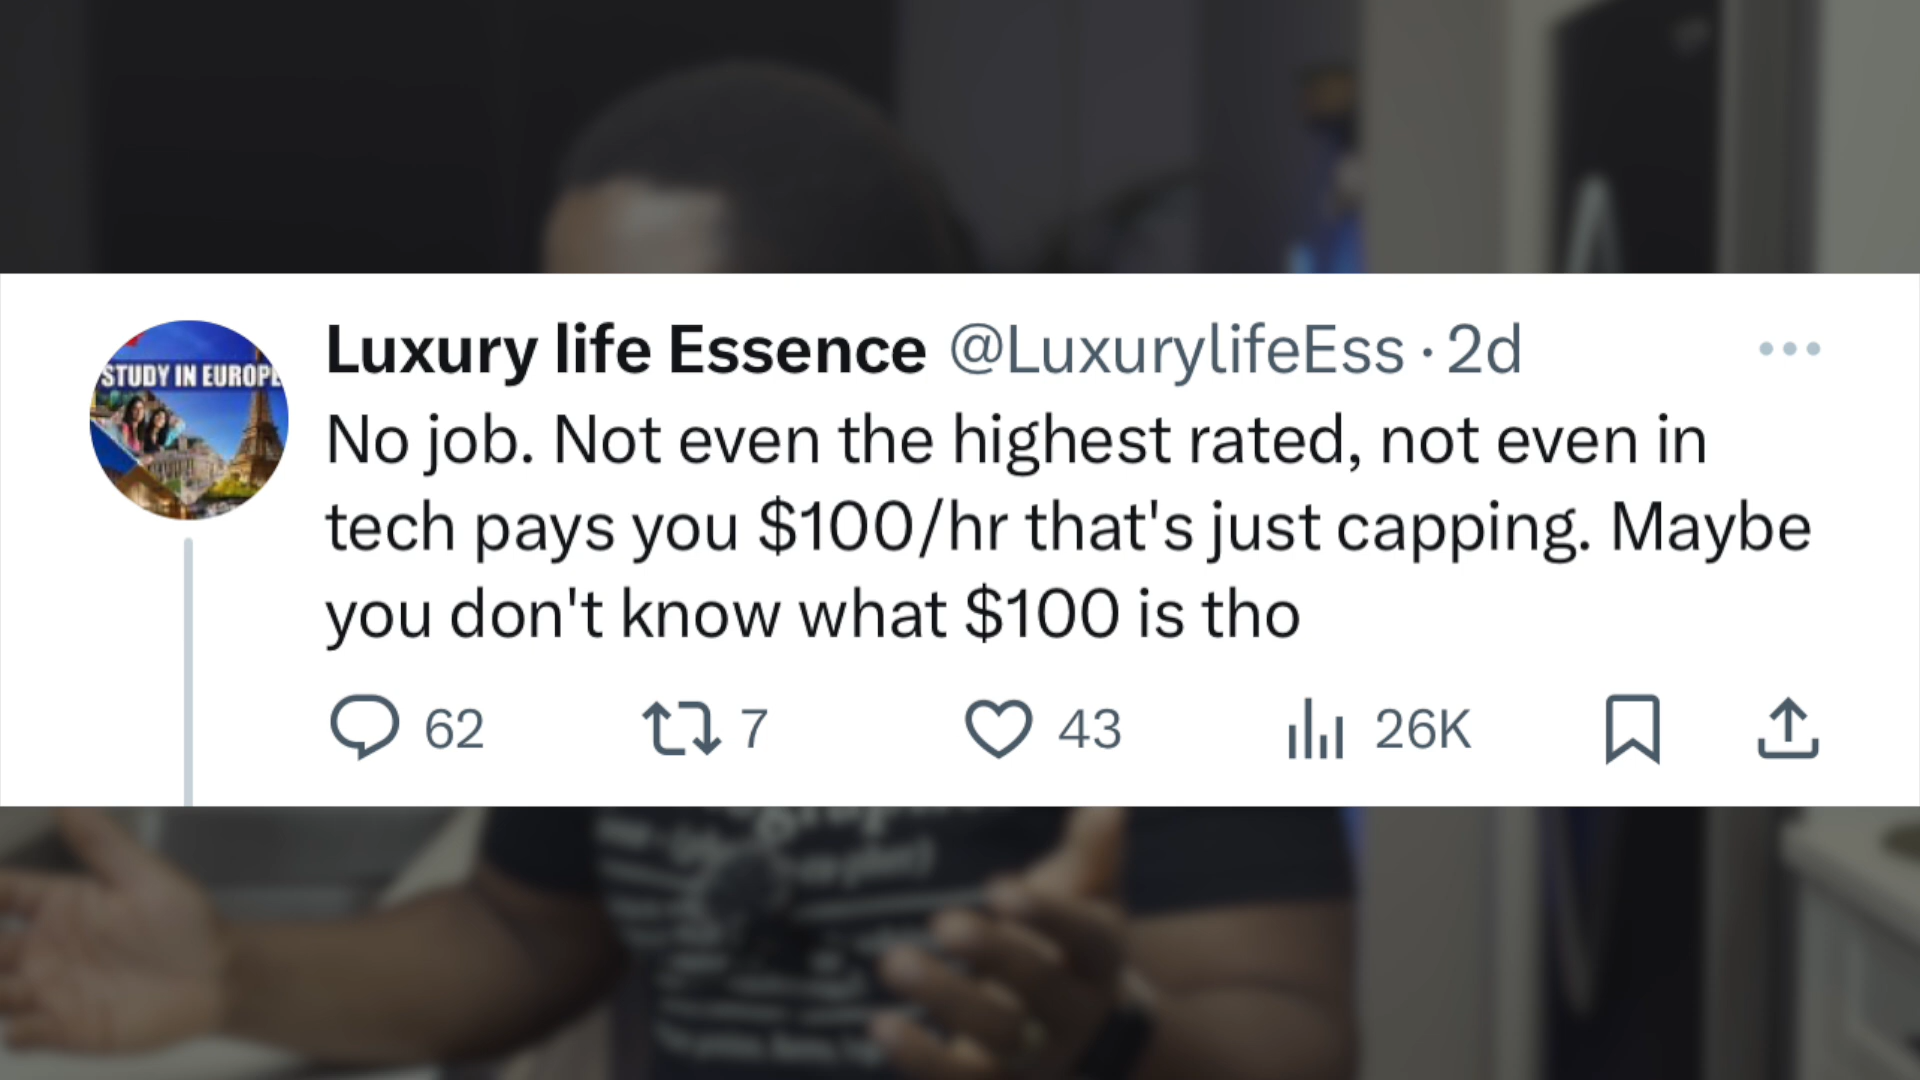 Luxury life Essence @LuxurylifeEss · 2d
STUDY IN EUROPE
No job. Not even the highest rated, not even in
tech pays you $100/hr that's just capping. Maybe
you don't know what $100 is tho
62 7 43 26K